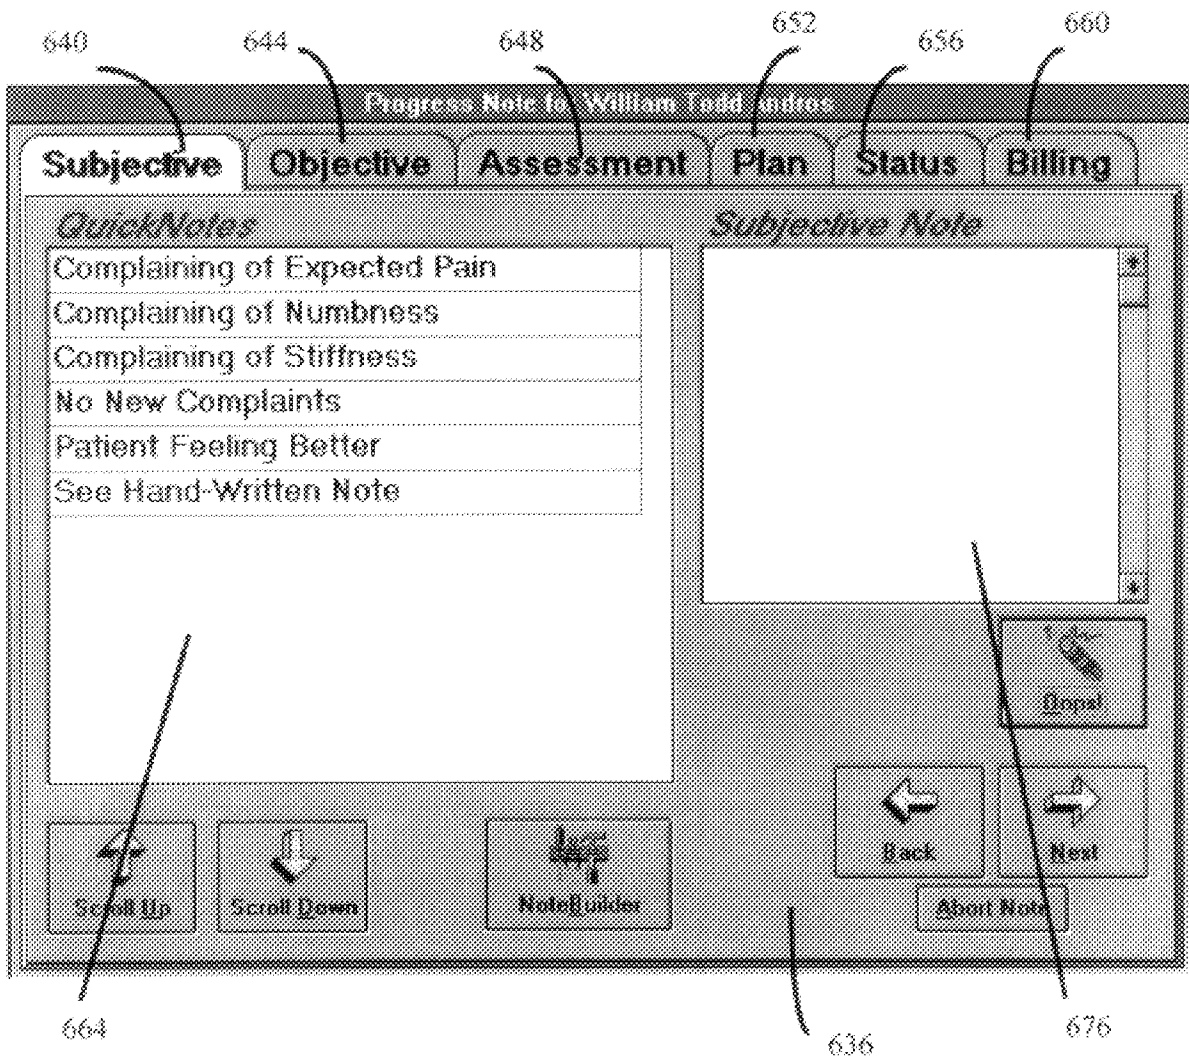 640 644 648 652 656 660
Progress Note for William Todd Andros
Subjective Objective Assessment Plan Status Billing
QuickNotes
Complaining of Expected Pain
Complaining of Numbness
Complaining of Stiffness
No New Complaints
Patient Feeling Better
See Hand-Written Note
Subjective Note
Oops!
Back Next
Scroll Up Scroll Down NoteBuilder Abort Note
664 636 676